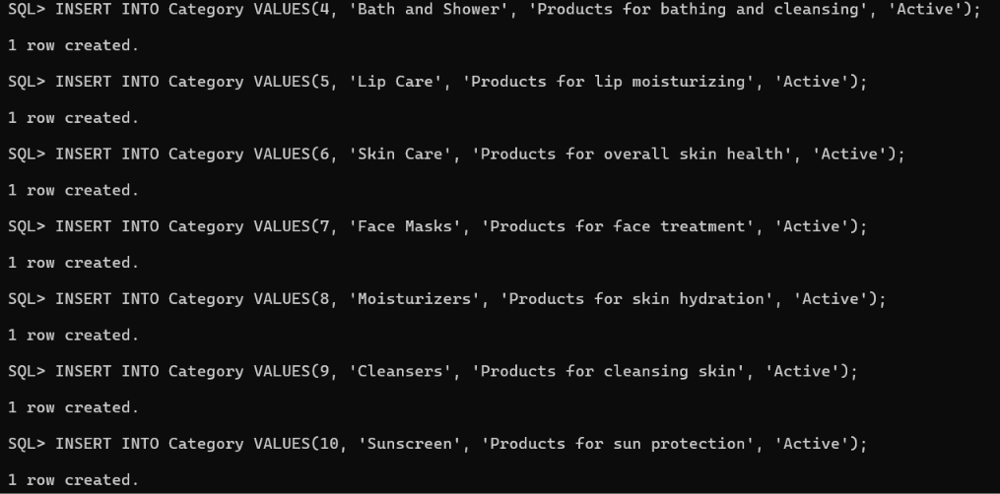 SQL> INSERT INTO Category VALUES(4, 'Bath and Shower', 'Products for bathing and cleansing', 'Active');
1 row created.
SQL> INSERT INTO Category VALUES(5, 'Lip Care', 'Products for lip moisturizing', 'Active');
1 row created.
SQL> INSERT INTO Category VALUES(6, 'Skin Care', 'Products for overall skin health', 'Active');
1 row created.
SQL> INSERT INTO Category VALUES(7, 'Face Masks', 'Products for face treatment', 'Active');
1 row created.
SQL> INSERT INTO Category VALUES(8, 'Moisturizers', 'Products for skin hydration', 'Active');
1 row created.
SQL> INSERT INTO Category VALUES(9, 'Cleansers', 'Products for cleansing skin', 'Active');
1 row created.
SQL> INSERT INTO Category VALUES(10, 'Sunscreen', 'Products for sun protection', 'Active');
1 row created.